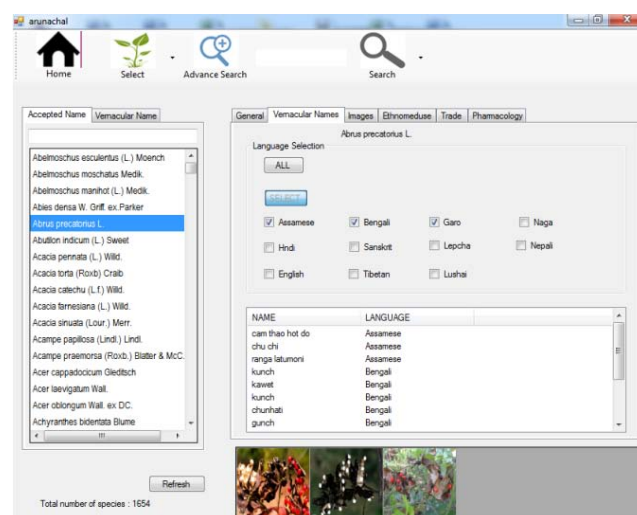 arunachal
Home Select Advance Search Search
Accepted Name Vernacular Name
Abelmoschus esculentus (L.) Moench
Abelmoschus moschatus Medik.
Abelmoschus manihot (L.) Medik.
Abies densa W. Griff. ex.Parker
Abrus precatorius L.
Abutilon indicum (L.) Sweet
Acacia pennata (L.) Willd.
Acacia torta (Roxb) Craib
Acacia catechu (L.f.) Willd.
Acacia farnesiana (L.) Willd.
Acacia sinuata (Lour.) Merr.
Acampe papillosa (Lindl.) Lindl.
Acampe praemorsa (Roxb.) Blatter & McC.
Acer cappadocicum Gleditsch
Acer laevigatum Wall.
Acer oblongum Wall. ex DC.
Achyranthes bidentata Blume
Refresh
Total number of species : 1654
General Vernacular Names Images Ethnomeduse Trade Pharmacology
Abrus precatorius L.
Language Selection
ALL
SELECT
Assamese Bengali Garo Naga
Hindi Sanskrit Lepcha Nepali
English Tibetan Lushai
NAME LANGUAGE
cam thao hot do Assamese
chu chi Assamese
ranga latumoni Assamese
kunch Bengali
kawet Bengali
kunch Bengali
chunhati Bengali
gunch Bengali